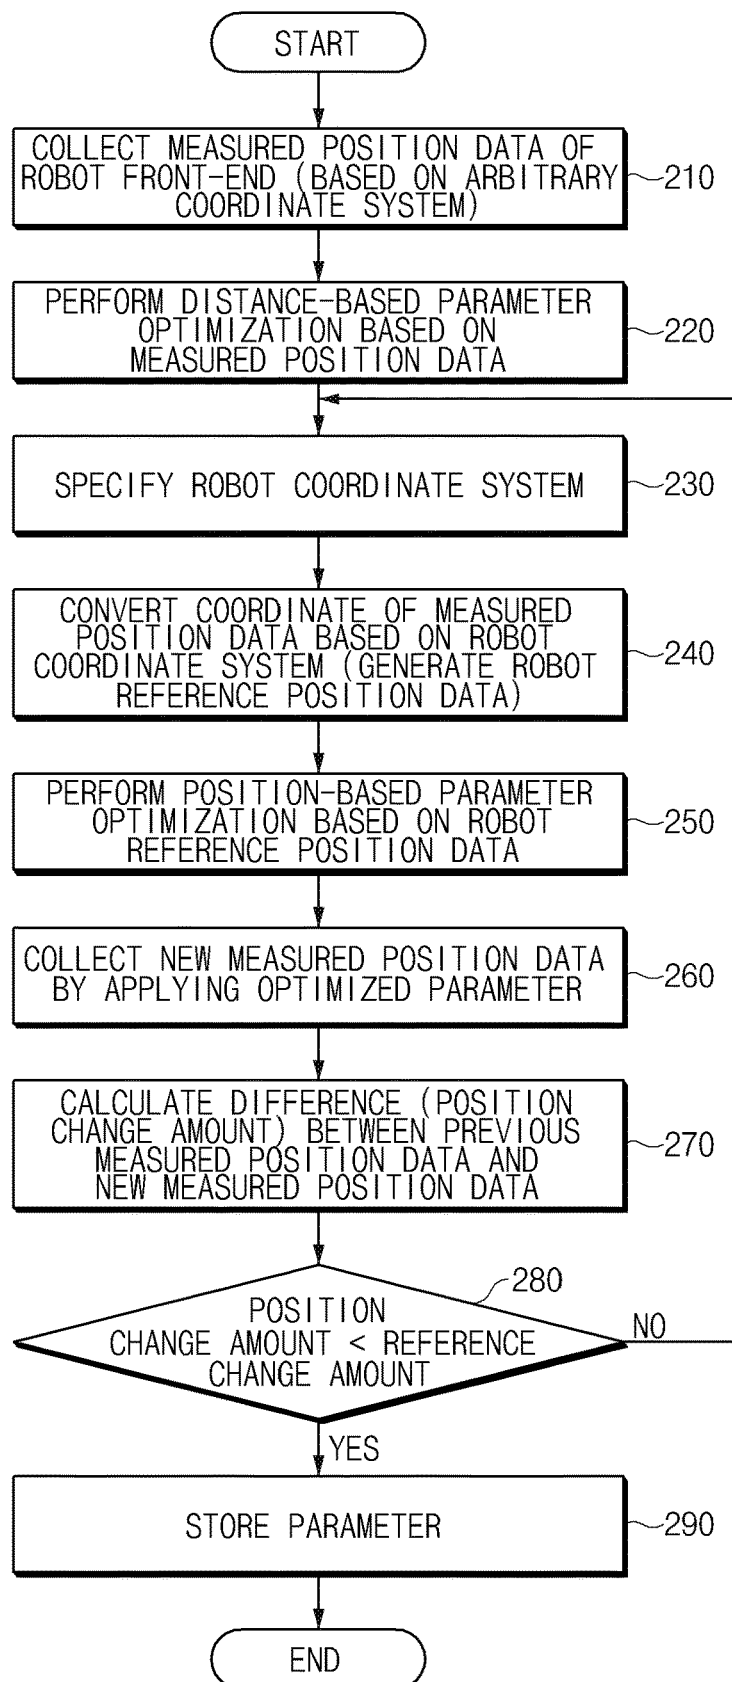 START
COLLECT MEASURED POSITION DATA OF
ROBOT FRONT-END (BASED ON ARBITRARY
COORDINATE SYSTEM)
210
PERFORM DISTANCE-BASED PARAMETER
OPTIMIZATION BASED ON
MEASURED POSITION DATA
220
SPECIFY ROBOT COORDINATE SYSTEM
230
CONVERT COORDINATE OF MEASURED
POSITION DATA BASED ON ROBOT
COORDINATE SYSTEM (GENERATE ROBOT
REFERENCE POSITION DATA)
240
PERFORM POSITION-BASED PARAMETER
OPTIMIZATION BASED ON ROBOT
REFERENCE POSITION DATA
250
COLLECT NEW MEASURED POSITION DATA
BY APPLYING OPTIMIZED PARAMETER
260
CALCULATE DIFFERENCE (POSITION
CHANGE AMOUNT) BETWEEN PREVIOUS
MEASURED POSITION DATA AND
NEW MEASURED POSITION DATA
270
280
POSITION
CHANGE AMOUNT < REFERENCE
CHANGE AMOUNT
NO
YES
STORE PARAMETER
290
END